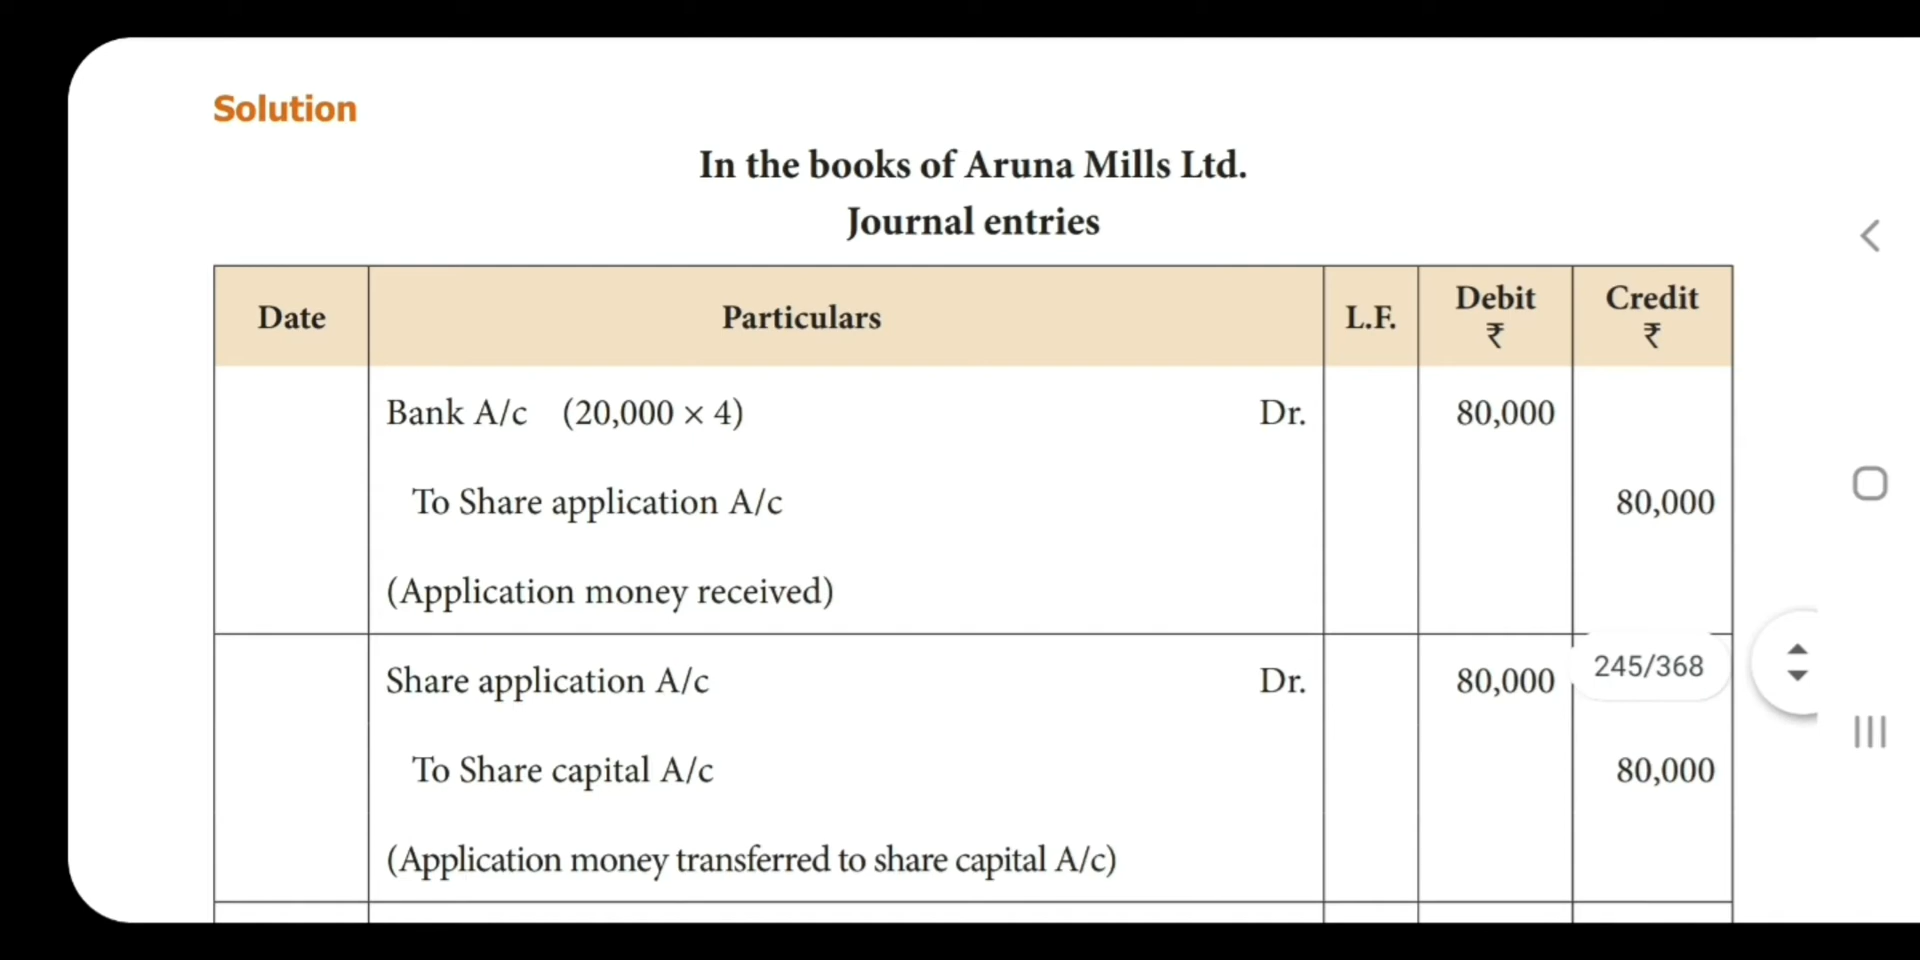 Solution
In the books of Aruna Mills Ltd.
Journal entries
Date Particulars L.F. Debit ₹ Credit ₹
Bank A/c (20,000 × 4) Dr. 80,000
To Share application A/c 80,000
(Application money received)
245/368
Share application A/c Dr. 80,000
To Share capital A/c 80,000
(Application money transferred to share capital A/c)